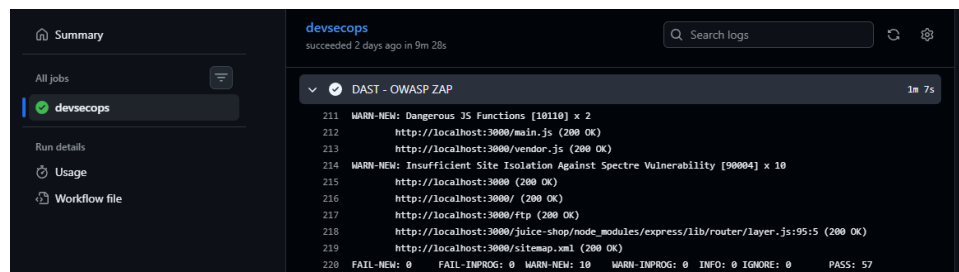 Summary
All jobs
devsecops
Run details
Usage
Workflow file
devsecops
succeeded 2 days ago in 9m 28s
Search logs
DAST - OWASP ZAP 1m 7s
211 WARN-NEW: Dangerous JS Functions [10110] x 2
212 http://localhost:3000/main.js (200 OK)
213 http://localhost:3000/vendor.js (200 OK)
214 WARN-NEW: Insufficient Site Isolation Against Spectre Vulnerability [90004] x 10
215 http://localhost:3000 (200 OK)
216 http://localhost:3000/ (200 OK)
217 http://localhost:3000/ftp (200 OK)
218 http://localhost:3000/juice-shop/node_modules/express/lib/router/layer.js:95:5 (200 OK)
219 http://localhost:3000/sitemap.xml (200 OK)
220 FAIL-NEW: 0 FAIL-INPROG: 0 WARN-NEW: 10 WARN-INPROG: 0 INFO: 0 IGNORE: 0 PASS: 57